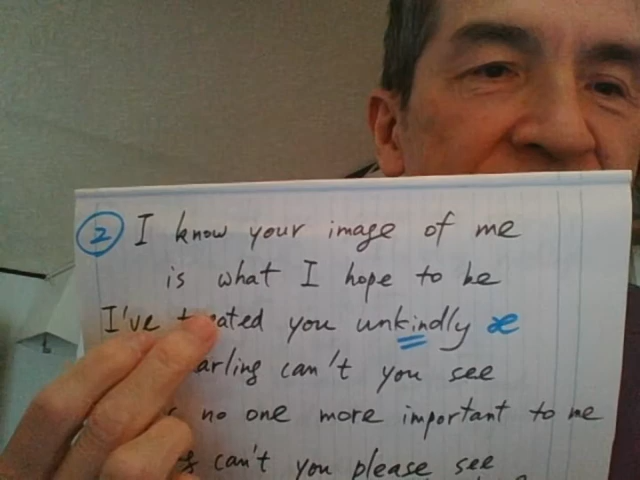 ② I know your image of me
is what I hope to be
I've treated you unkindly æ
arling can't you see
no one more important to me
can't you please see